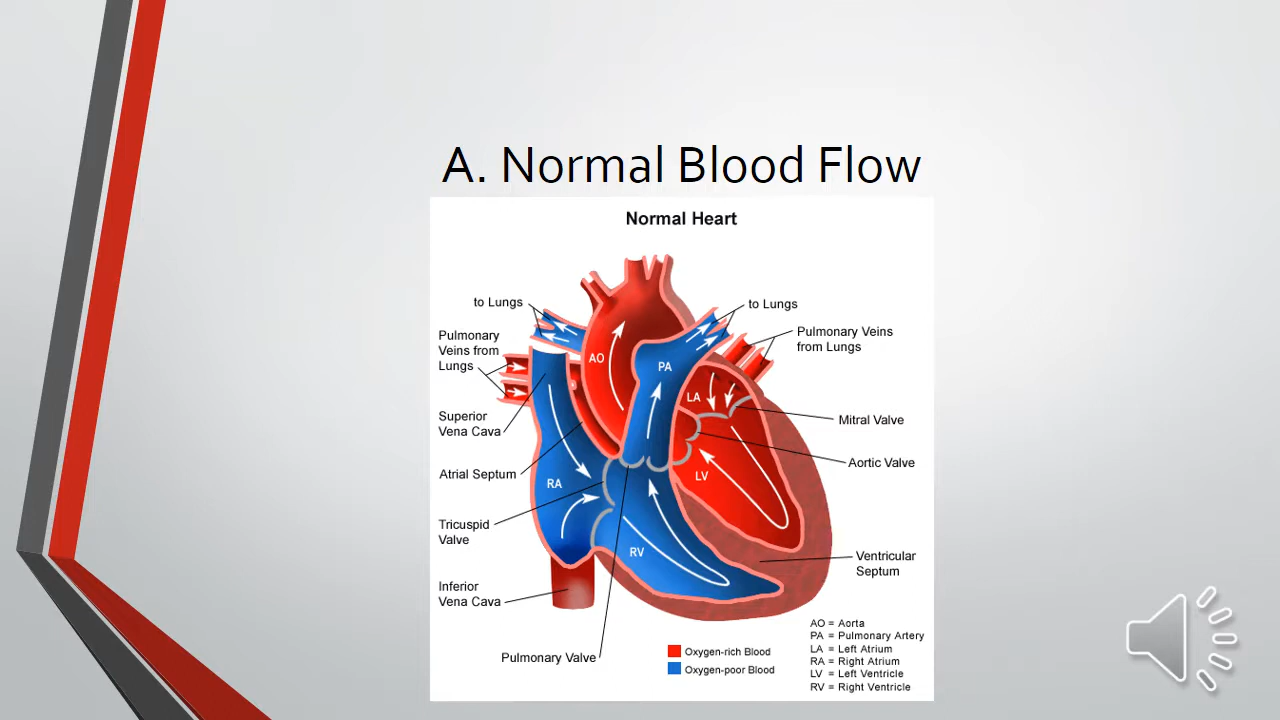 A. Normal Blood Flow
Normal Heart
to Lungs
to Lungs
Pulmonary
Veins from
Lungs
Pulmonary Veins
from Lungs
AO
PA
LA
Superior
Vena Cava
Mitral Valve
Aortic Valve
Atrial Septum
RA
LV
Tricuspid
Valve
RV
Ventricular
Septum
Inferior
Vena Cava
Pulmonary Valve
Oxygen-rich Blood
Oxygen-poor Blood
AO = Aorta
PA = Pulmonary Artery
LA = Left Atrium
RA = Right Atrium
LV = Left Ventricle
RV = Right Ventricle